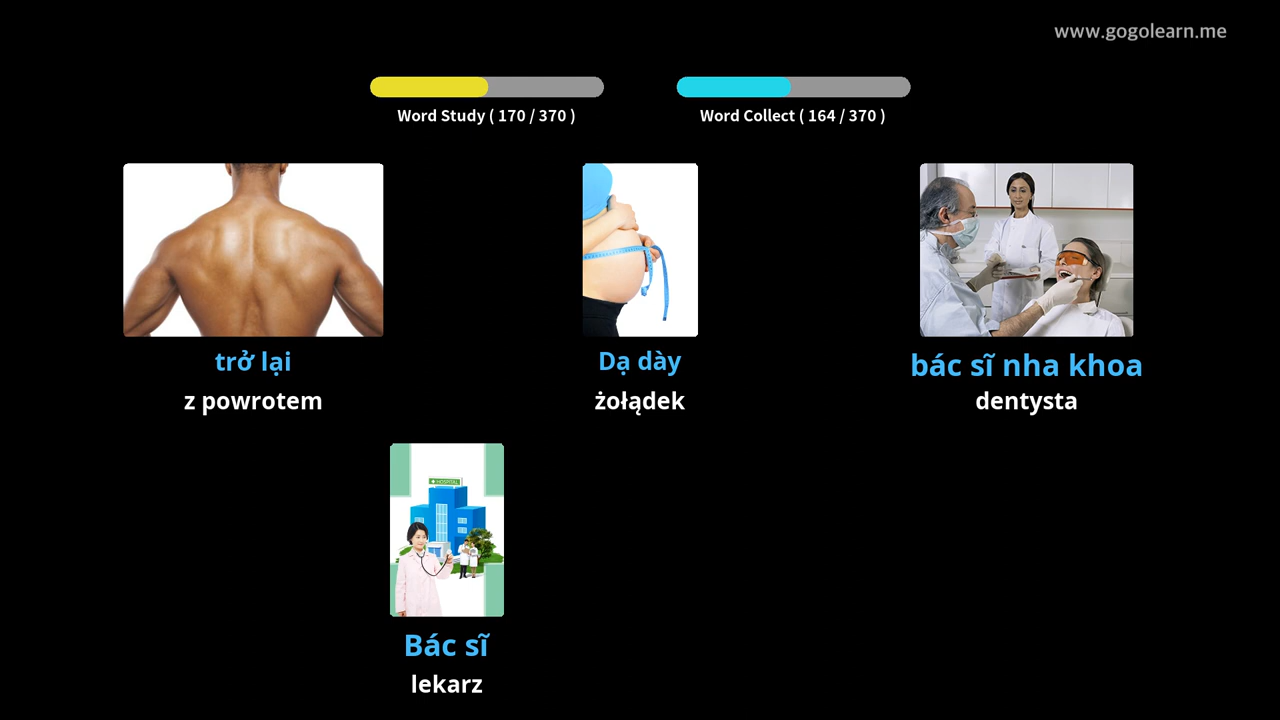 www.gogolearn.me
Word Study ( 170 / 370 )
Word Collect ( 164 / 370 )
trở lại
z powrotem
Dạ dày
żołądek
bác sĩ nha khoa
dentysta
HOSPITAL
Bác sĩ
lekarz